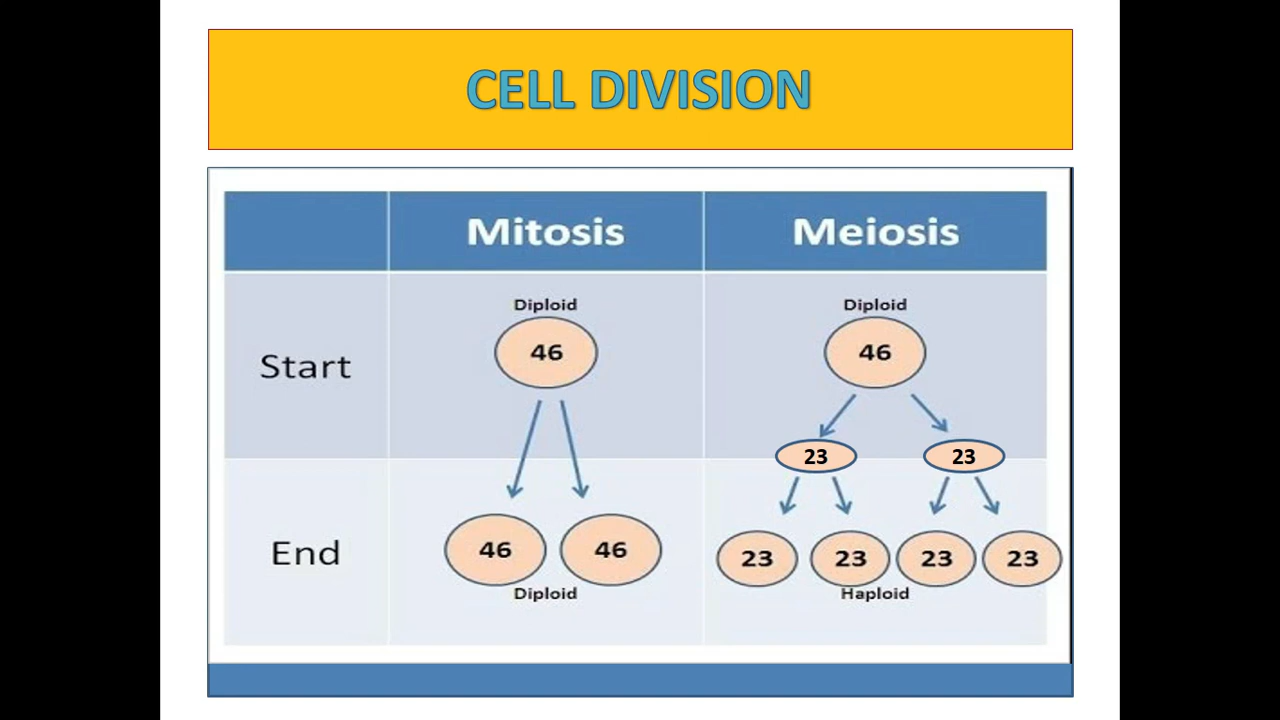 CELL DIVISION
Mitosis Meiosis
Diploid Diploid
46 46
Start
23 23
End
46 46 23 23 23 23
Diploid Haploid